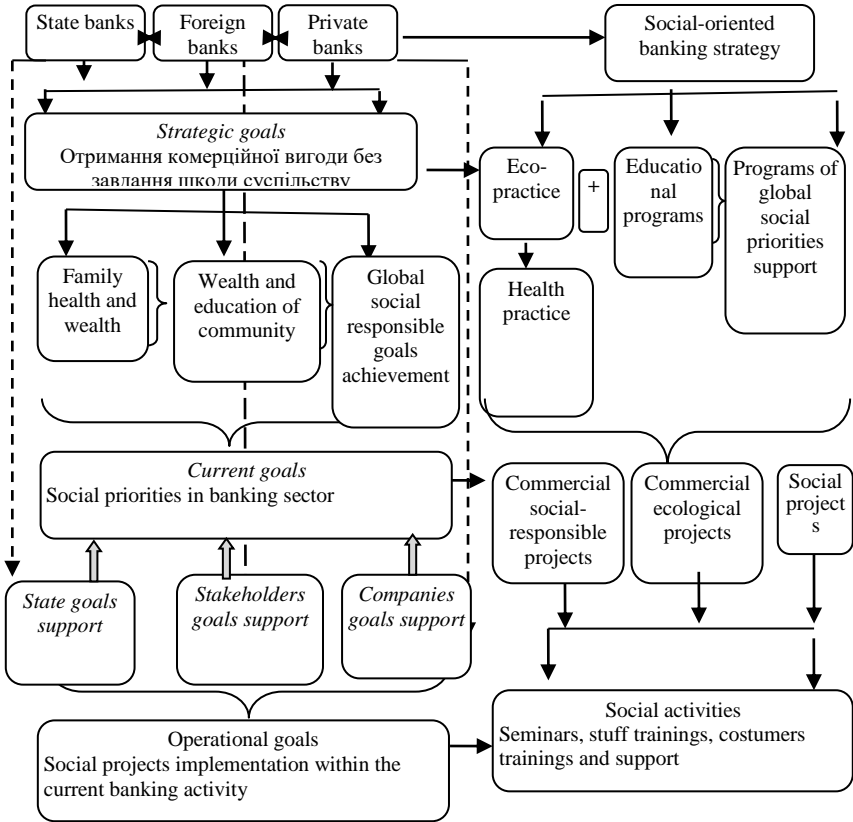 State banks
Foreign
banks
Private
banks
Social-oriented
banking strategy
Strategic goals
Отримання комерційної вигоди без
завдання шкоди суспільству
Eco-
practice
+
Educatio
nal
programs
Programs of
global
social
priorities
support
Family
health and
wealth
Wealth and
education of
community
Global
social
responsible
goals
achievement
Health
practice
Current goals
Social priorities in banking sector
Commercial
social-
responsible
projects
Commercial
ecological
projects
Social
project
s
State goals
support
Stakeholders
goals support
Companies
goals support
Operational goals
Social projects implementation within the
current banking activity
Social activities
Seminars, stuff trainings, costumers
trainings and support